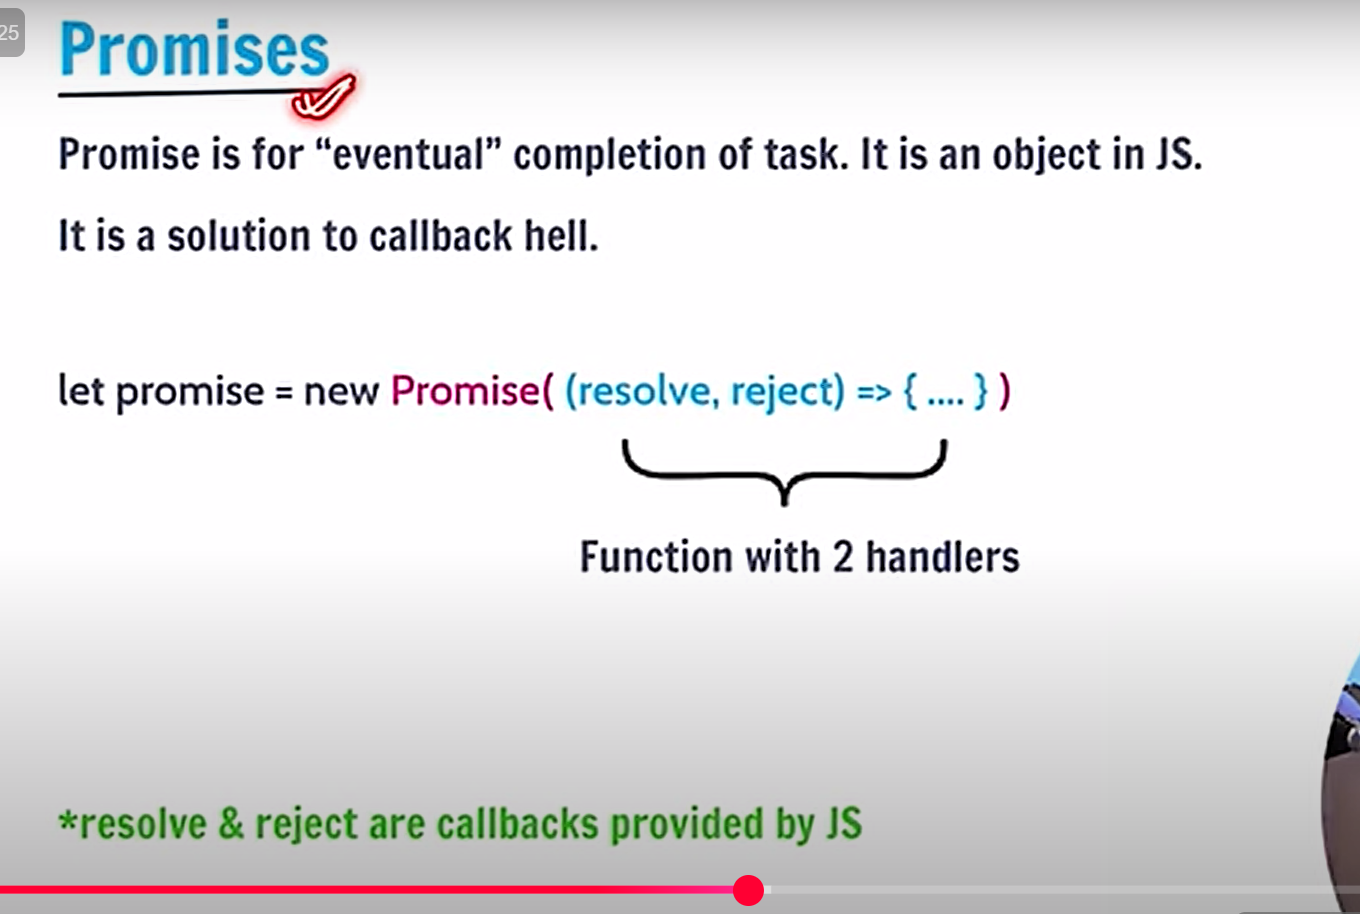 25
Promises
Promise is for “eventual” completion of task. It is an object in JS.
It is a solution to callback hell.
let promise = new Promise( (resolve, reject) => { .... } )
Function with 2 handlers
*resolve & reject are callbacks provided by JS